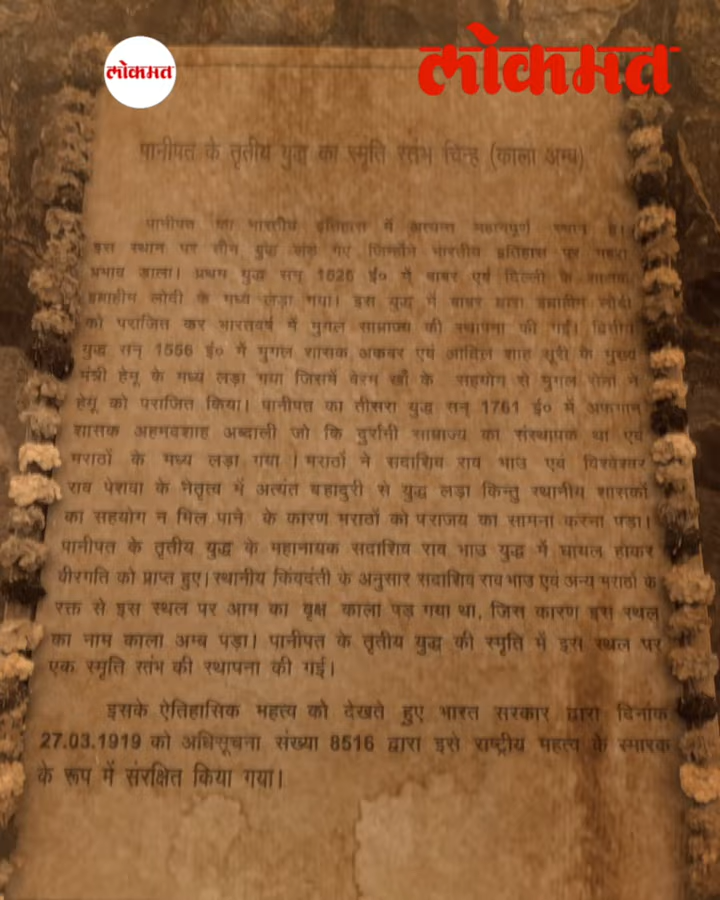 लोकमत
लोकमत
पानीपत के तृतीय युद्ध का स्मृति स्तंभ चिन्ह (काला अम्ब)
पानीपत का भारतीय इतिहास में अत्यन्त महत्वपूर्ण स्थान है।
इस स्थान पर तीन युद्ध लड़े गए जिन्होंने भारतीय इतिहास पर गहरा
प्रभाव डाला। प्रथम युद्ध सन् 1526 ई० में बाबर एवं दिल्ली के शासक
इब्राहीम लोदी के मध्य लड़ा गया। इस युद्ध में बाबर द्वारा इब्राहिम लोदी
को पराजित कर भारतवर्ष में मुगल साम्राज्य की स्थापना की गई। द्वितीय
युद्ध सन् 1556 ई० में मुगल शासक अकबर एवं आदिल शाह सूरी के मुख्य
मंत्री हेमू के मध्य लड़ा गया जिसमें बेरम खाँ के सहयोग से मुगल सेना ने
हेमू को पराजित किया। पानीपत का तीसरा युद्ध सन् 1761 ई० में अफगान
शासक अहमदशाह अब्दाली जो कि दुर्रानी साम्राज्य का संस्थापक था एवं
मराठों के मध्य लड़ा गया। मराठों ने सदाशिव राव भाउ एवं विश्वेश्वर
राव पेशवा के नेतृत्व में अत्यंत बहादुरी से युद्ध लड़ा किन्तु स्थानीय शासकों
का सहयोग न मिल पाने के कारण मराठों को पराजय का सामना करना पड़ा।
पानीपत के तृतीय युद्ध के महानायक सदाशिव राव भाउ युद्ध में घायल होकर
वीरगति को प्राप्त हुए। स्थानीय किंवदंती के अनुसार सदाशिव राव भाउ एवं अन्य मराठों के
रक्त से इस स्थल पर आम का वृक्ष काला पड़ गया था, जिस कारण इस स्थल
का नाम काला अम्ब पड़ा। पानीपत के तृतीय युद्ध की स्मृति में इस स्थल पर
एक स्मृति स्तंभ की स्थापना की गई।
इसके ऐतिहासिक महत्त्व को देखते हुए भारत सरकार द्वारा दिनांक
27.03.1919 को अधिसूचना संख्या 8516 द्वारा इसे राष्ट्रीय महत्व के स्मारक
के रूप में संरक्षित किया गया।